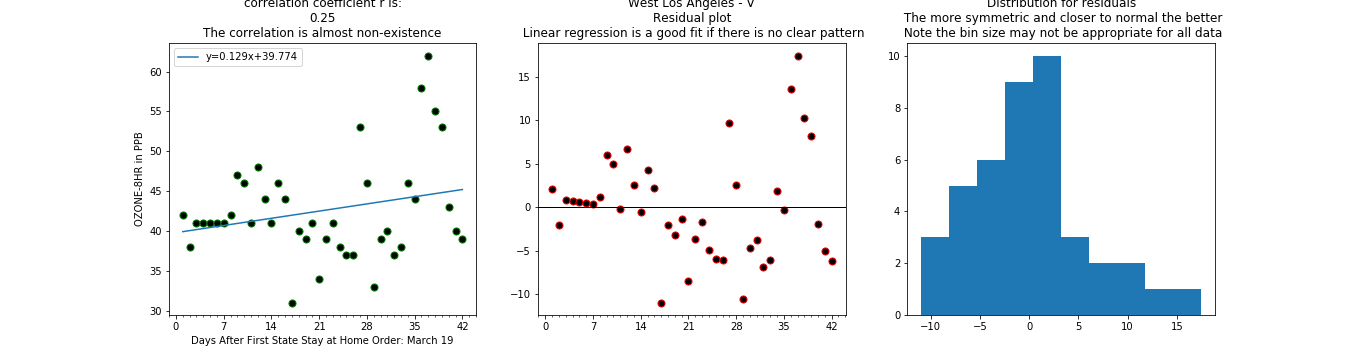 correlation coefficient r is:
0.25
The correlation is almost non-existence
y=0.129x+39.774
OZONE-8HR in PPB
60
55
50
45
40
35
30
0 7 14 21 28 35 42
Days After First State Stay at Home Order: March 19
West Los Angeles - V
Residual plot
Linear regression is a good fit if there is no clear pattern
15
10
5
0
−5
−10
0 7 14 21 28 35 42
Distribution for residuals
The more symmetric and closer to normal the better
Note the bin size may not be appropriate for all data
10
8
6
4
2
0
−10 −5 0 5 10 15